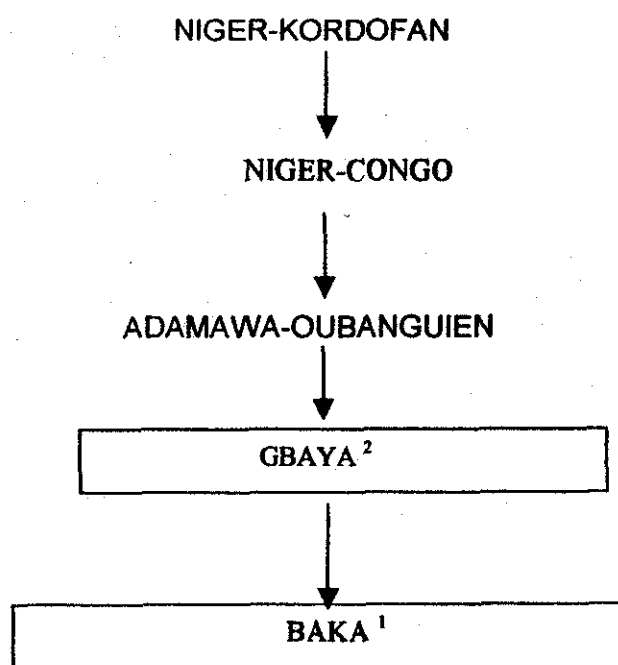 NIGER-KORDOFAN
NIGER-CONGO
ADAMAWA-OUBANGUIEN
GBAYA ²
BAKA ¹